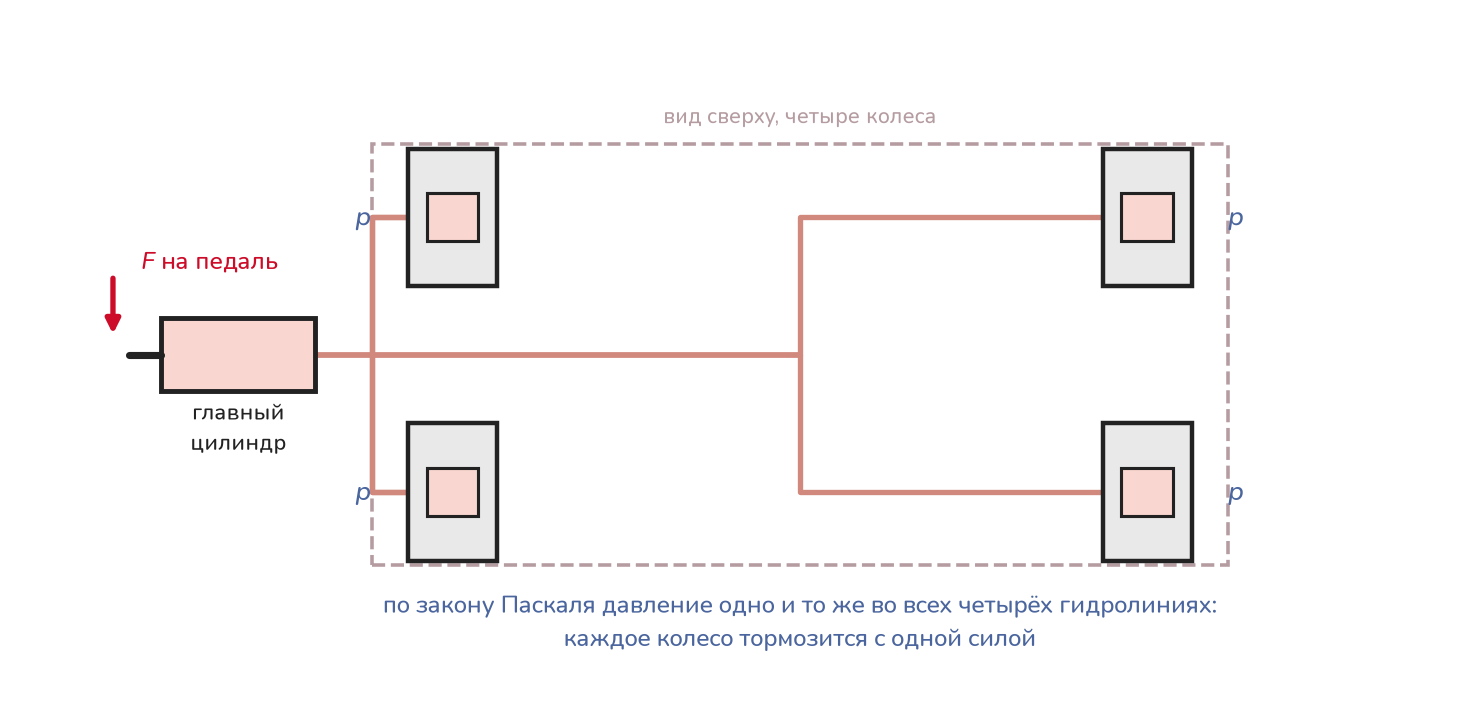 вид сверху, четыре колеса
p
p
F на педаль
главный
цилиндр
p
p
по закону Паскаля давление одно и то же во всех четырёх гидролиниях:
каждое колесо тормозится с одной силой